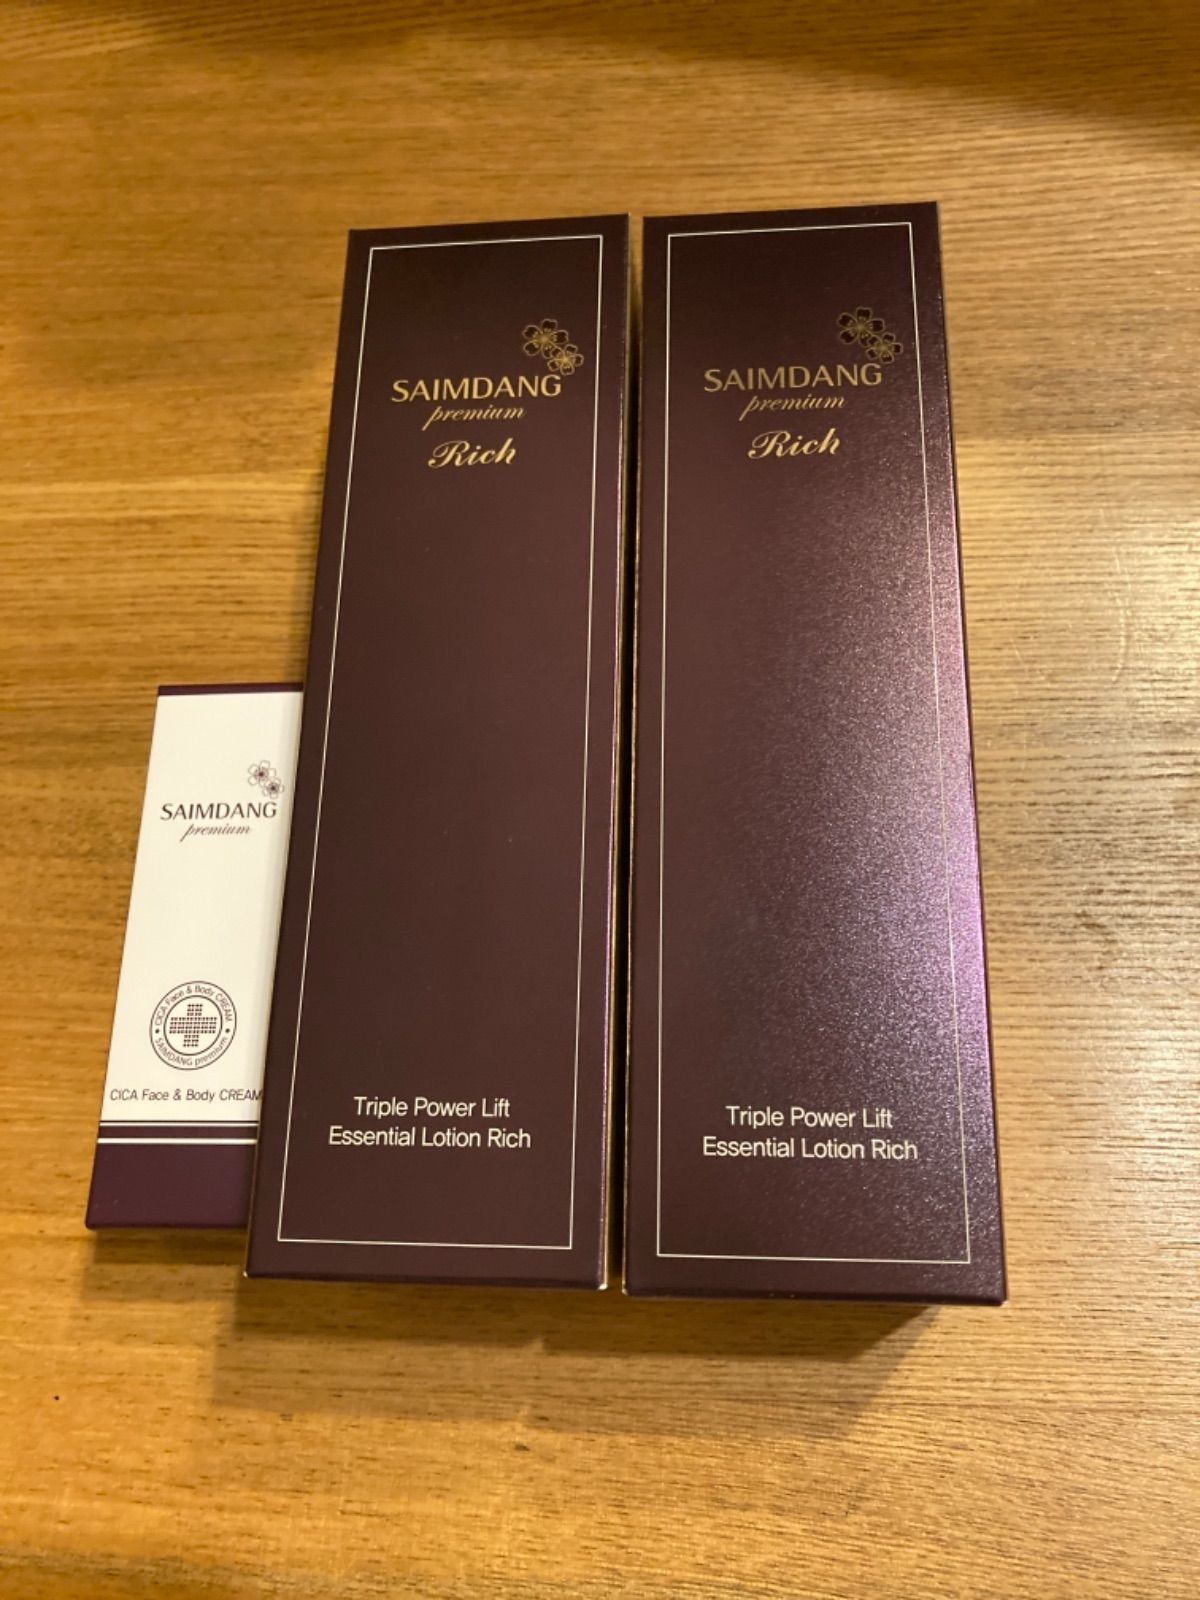 SAIMDANG
premium
Rich
Triple Power Lift
Essential Lotion Rich
SAIMDANG
premium
Rich
Triple Power Lift
Essential Lotion Rich
SAIMDANG
premium
CICA Face & Body CREAM
SAIMDANG premium
CICA Face & Body CREAM